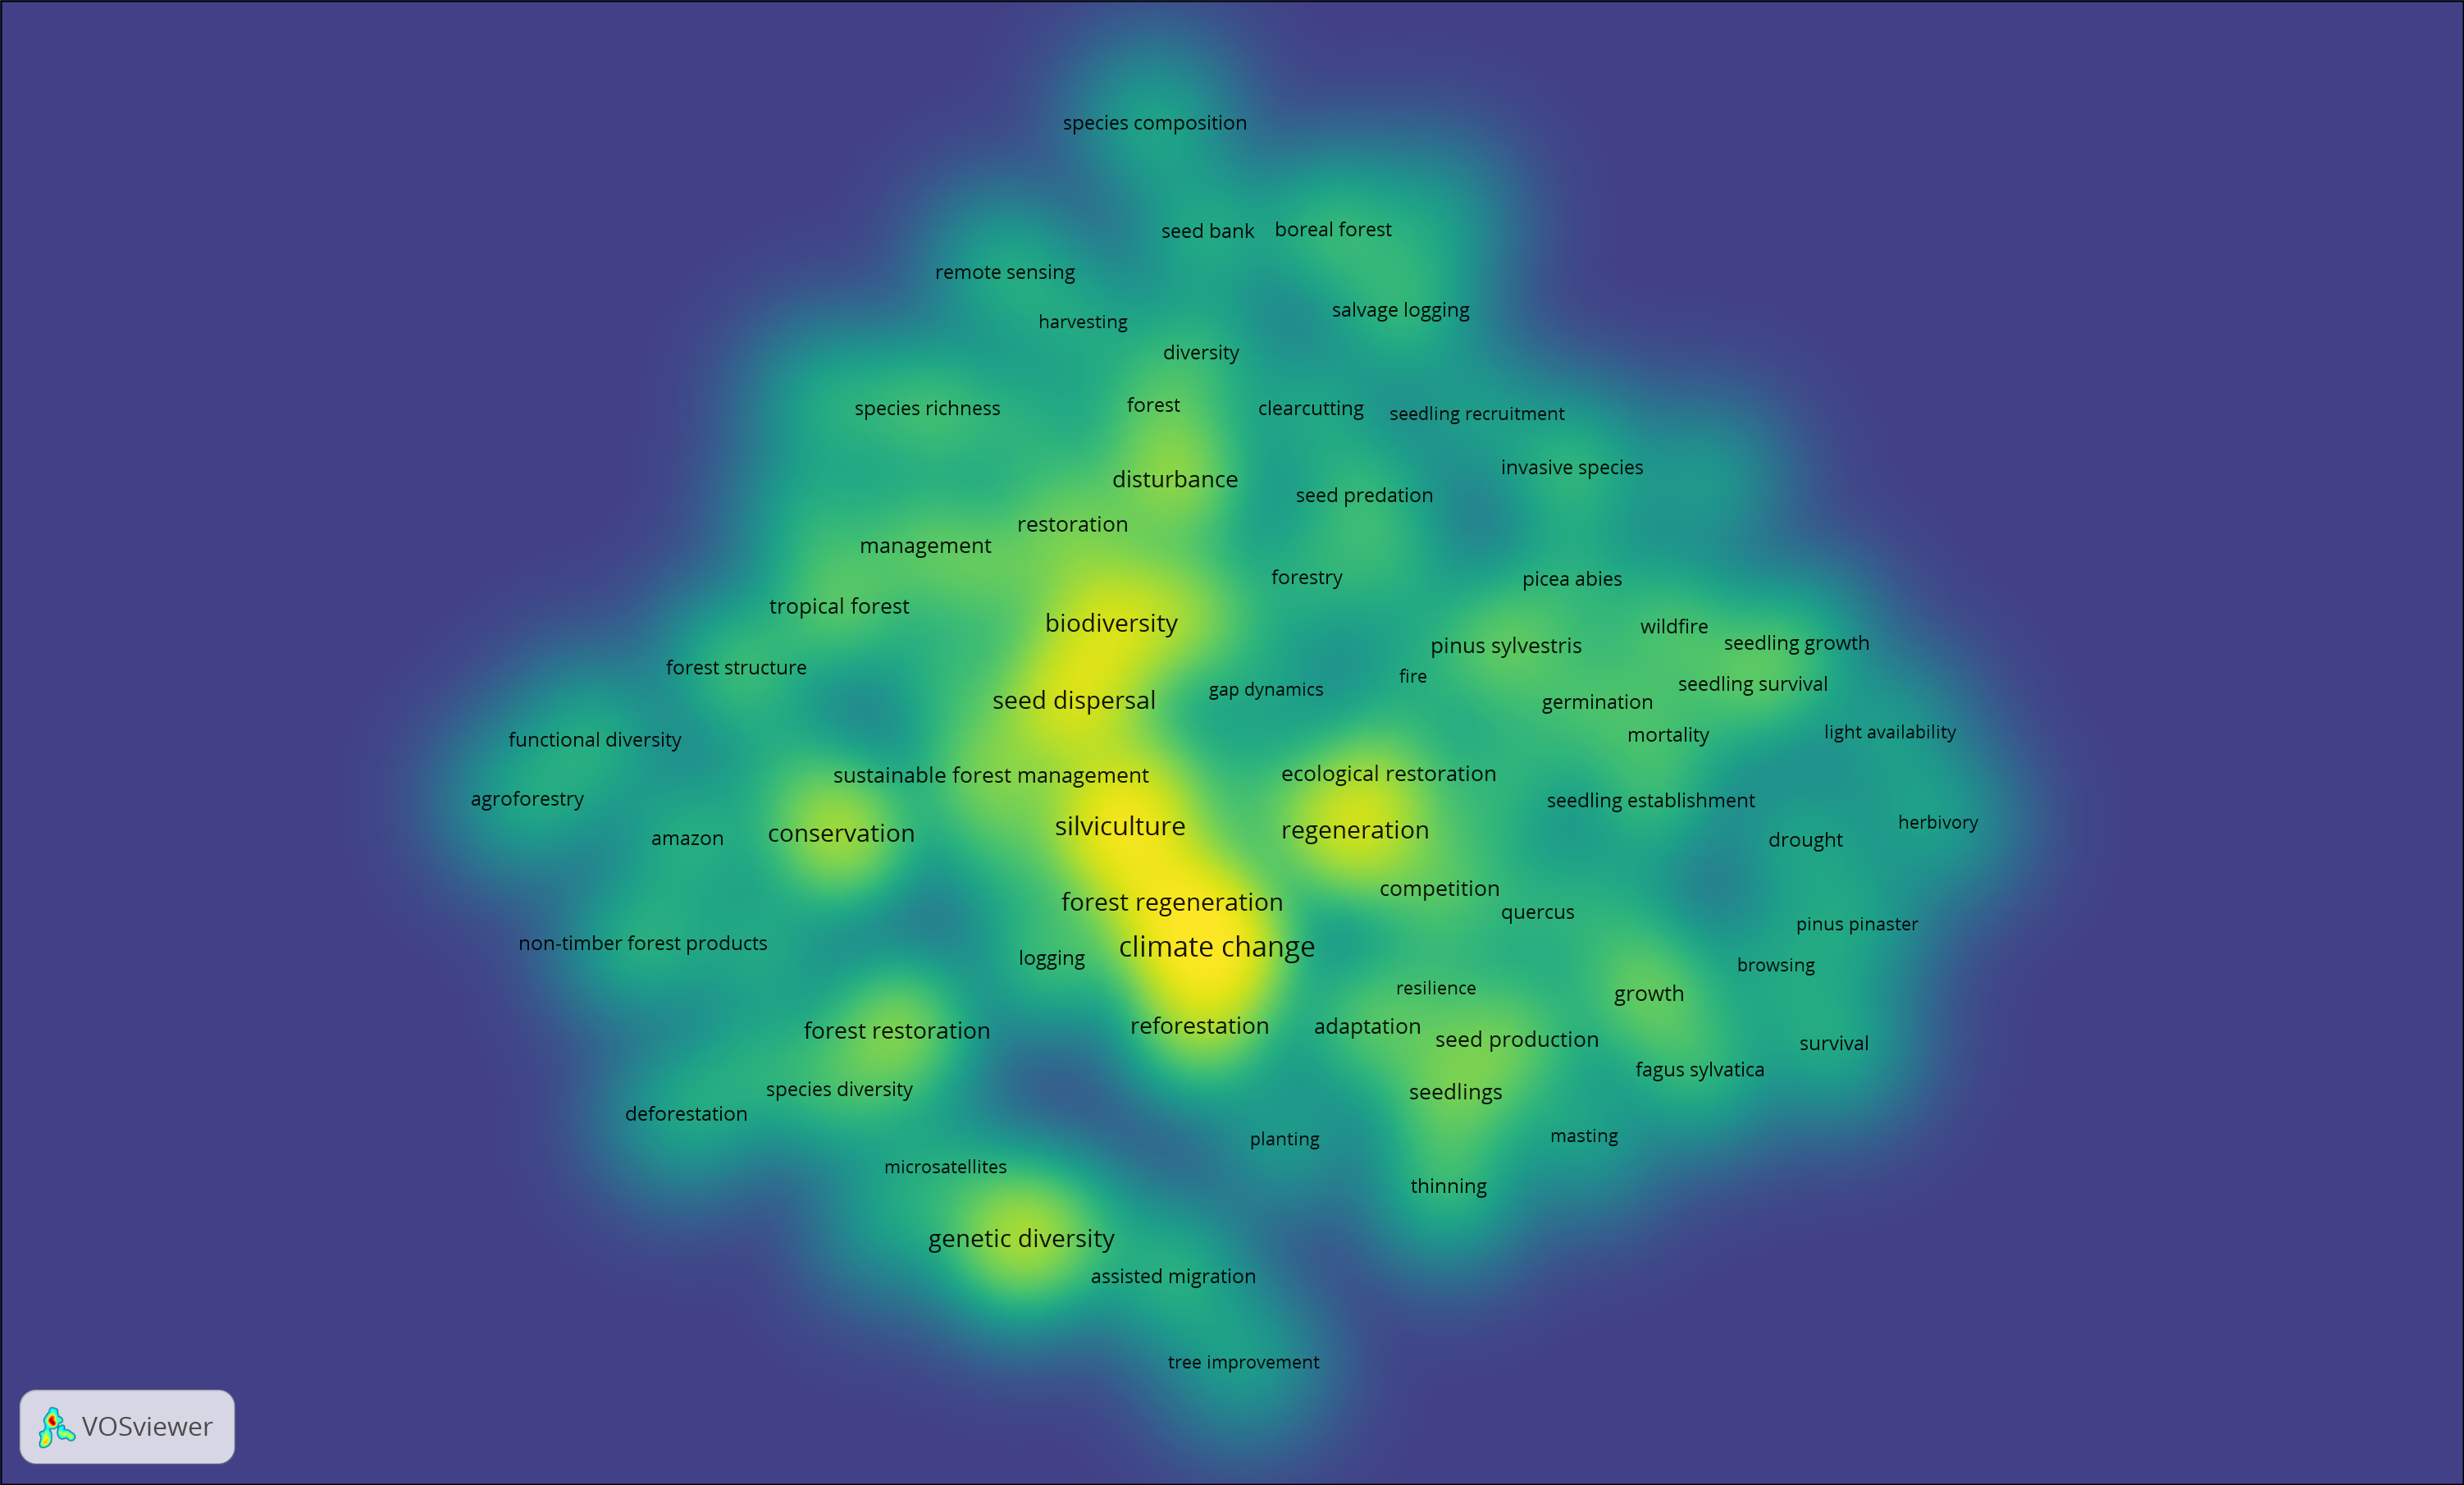 species composition
seed bank
boreal forest
remote sensing
salvage logging
harvesting
diversity
species richness
forest
clearcutting
seedling recruitment
invasive species
disturbance
seed predation
restoration
management
forestry
picea abies
tropical forest
biodiversity
wildfire
pinus sylvestris
seedling growth
forest structure
fire
seedling survival
gap dynamics
seed dispersal
germination
functional diversity
mortality
light availability
sustainable forest management
ecological restoration
agroforestry
seedling establishment
herbivory
silviculture
regeneration
conservation
amazon
drought
competition
forest regeneration
quercus
pinus pinaster
non-timber forest products
climate change
logging
browsing
resilience
growth
forest restoration
reforestation
adaptation
seed production
survival
fagus sylvatica
species diversity
seedlings
deforestation
planting
masting
microsatellites
thinning
genetic diversity
assisted migration
tree improvement
VOSviewer